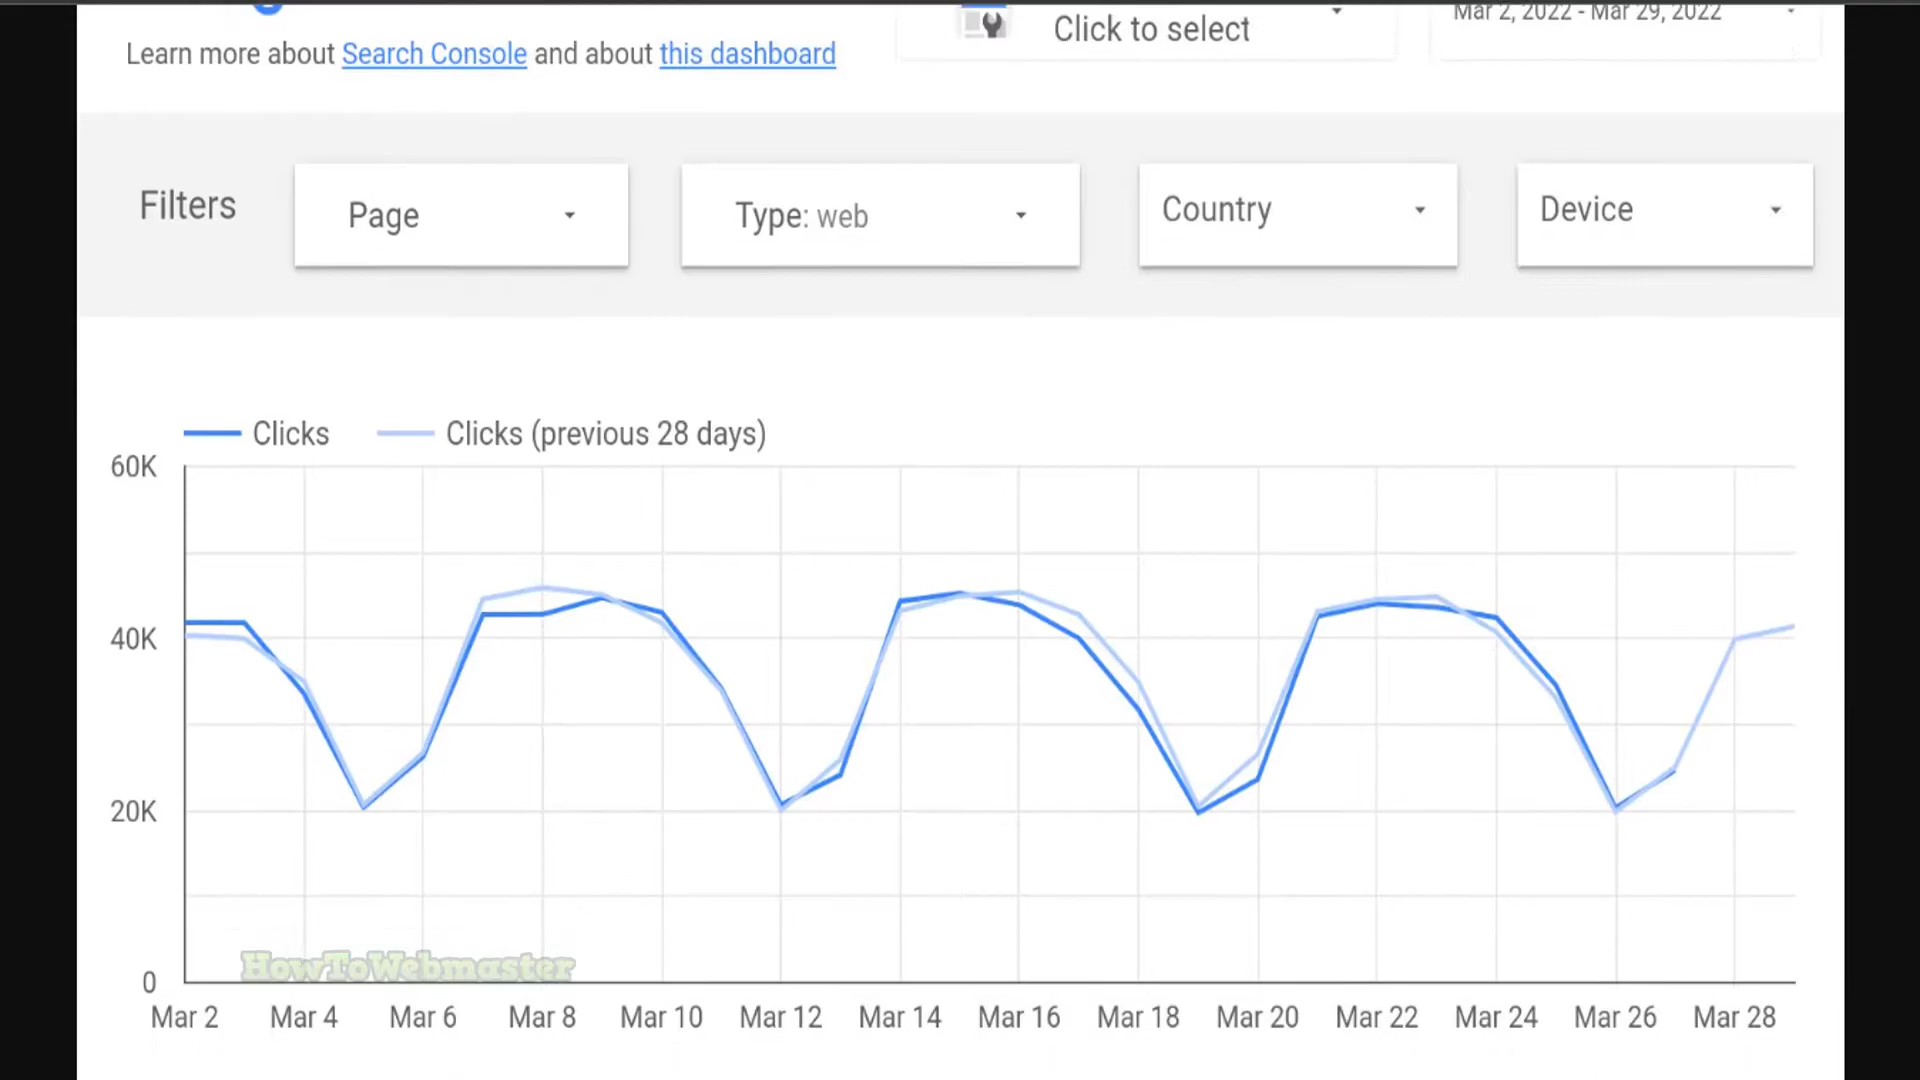 Click to select
Mar 2, 2022 - Mar 29, 2022
Learn more about Search Console and about this dashboard
Filters
Page
Type: web
Country
Device
Clicks
Clicks (previous 28 days)
60K
40K
20K
0
HowToWebmaster
Mar 2
Mar 4
Mar 6
Mar 8
Mar 10
Mar 12
Mar 14
Mar 16
Mar 18
Mar 20
Mar 22
Mar 24
Mar 26
Mar 28